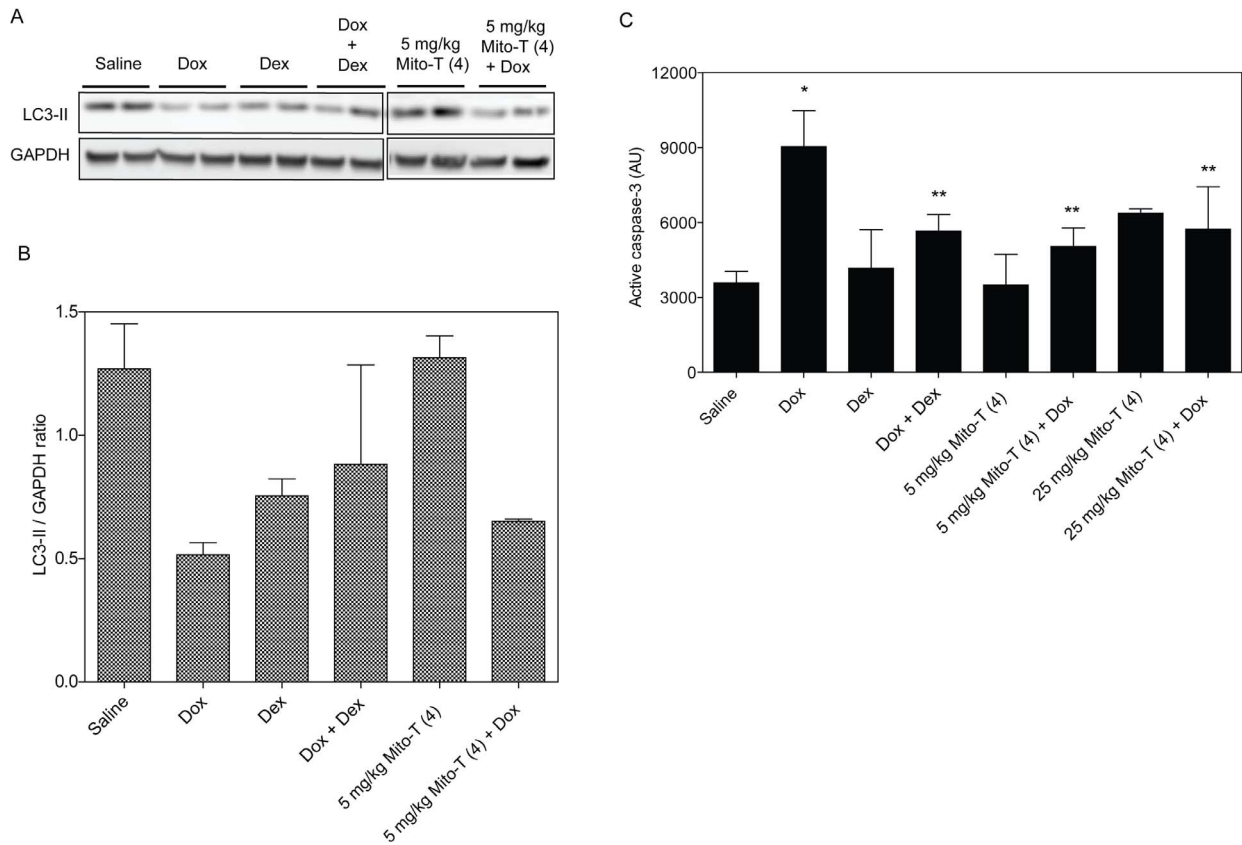 A
Saline
Dox
Dex
Dox
+
Dex
5 mg/kg
Mito-T (4)
5 mg/kg
Mito-T (4)
+ Dox
LC3-II
GAPDH
B
LC3-II / GAPDH ratio
1.5
1.0
0.5
0.0
Saline
Dox
Dex
Dox + Dex
5 mg/kg Mito-T (4)
5 mg/kg Mito-T (4) + Dox
C
Active caspase-3 (AU)
12000
9000
6000
3000
0
*
**
**
**
Saline
Dox
Dex
Dox + Dex
5 mg/kg Mito-T (4)
5 mg/kg Mito-T (4) + Dox
25 mg/kg Mito-T (4)
25 mg/kg Mito-T (4) + Dox